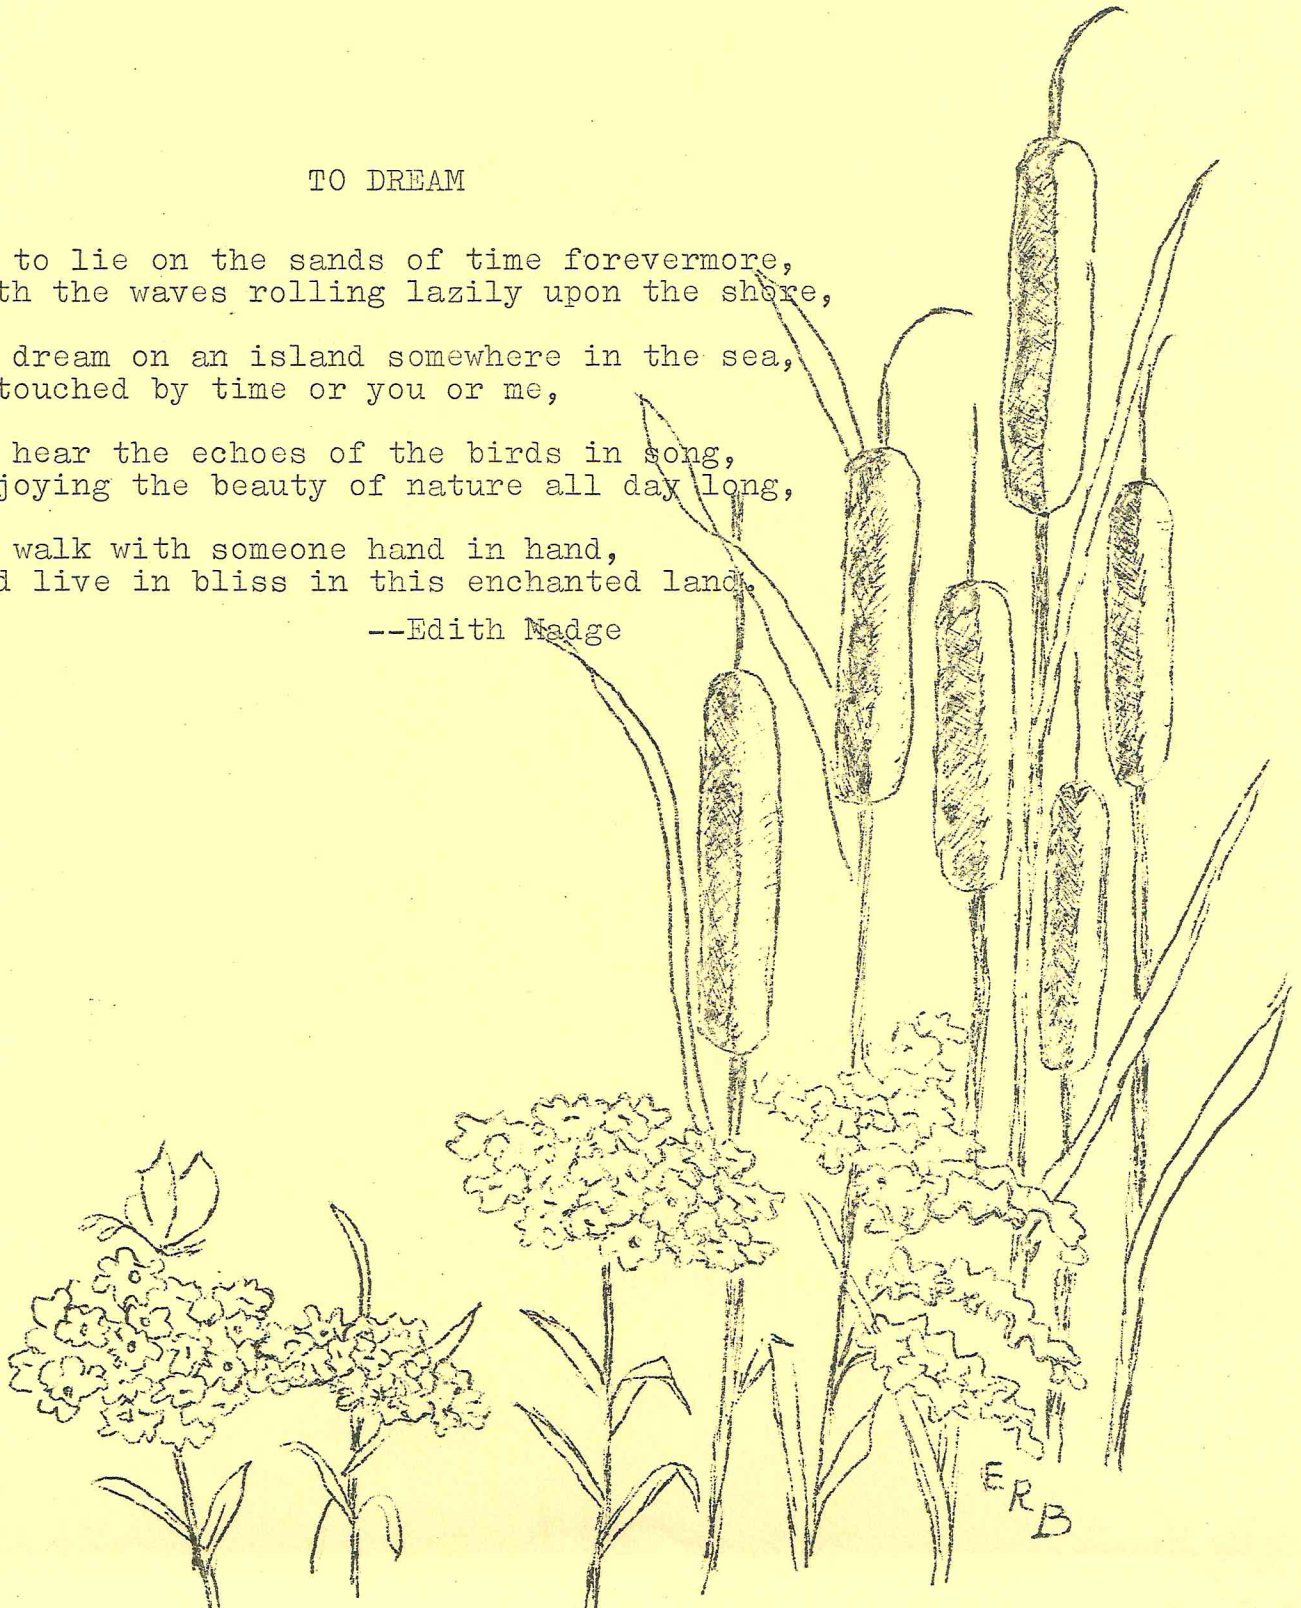 TO DREAM
to lie on the sands of time forevermore,
th the waves rolling lazily upon the shore,
dream on an island somewhere in the sea,
touched by time or you or me,
hear the echoes of the birds in song,
joying the beauty of nature all day long,
walk with someone hand in hand,
d live in bliss in this enchanted land.
--Edith Madge
ERB